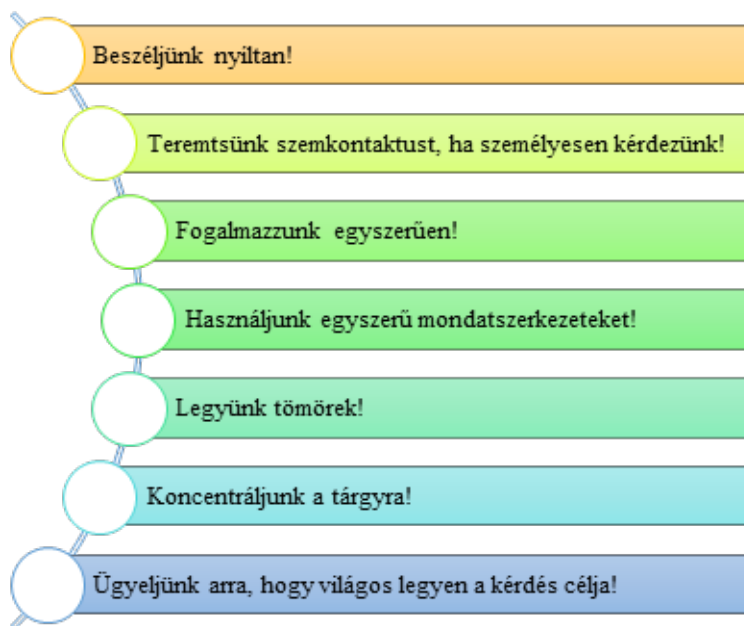 Beszéljünk nyíltan!
Teremtsünk szemkontaktust, ha személyesen kérdezünk!
Fogalmazzunk egyszerűen!
Használjunk egyszerű mondatszerkezeteket!
Legyünk tömörek!
Koncentráljunk a tárgyra!
Ügyeljünk arra, hogy világos legyen a kérdés célja!